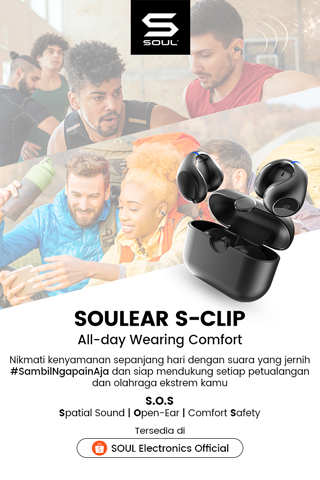 SOUL
SOULEAR S-CLIP
All-day Wearing Comfort
Nikmati kenyamanan sepanjang hari dengan suara yang jernih
#SambilNgapainAja dan siap mendukung setiap petualangan
dan olahraga ekstrem kamu
S.O.S
Spatial Sound | Open-Ear | Comfort Safety
Tersedia di
SOUL Electronics Official